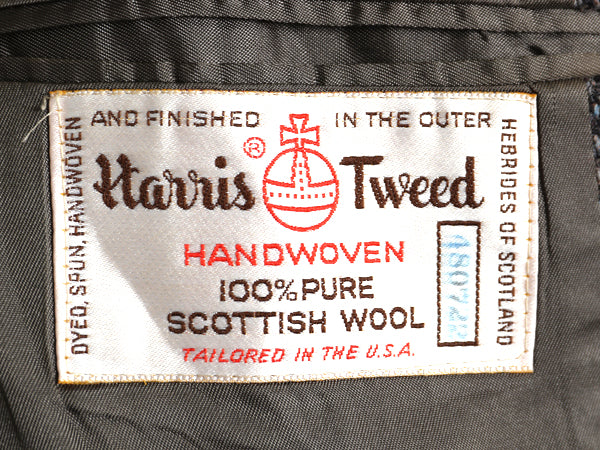 DYED, SPUN, HANDWOVEN
AND FINISHED IN THE OUTER
HEBRIDES OF SCOTLAND
Harris® Tweed
HANDWOVEN
100% PURE
SCOTTISH WOOL
TAILORED IN THE U.S.A.